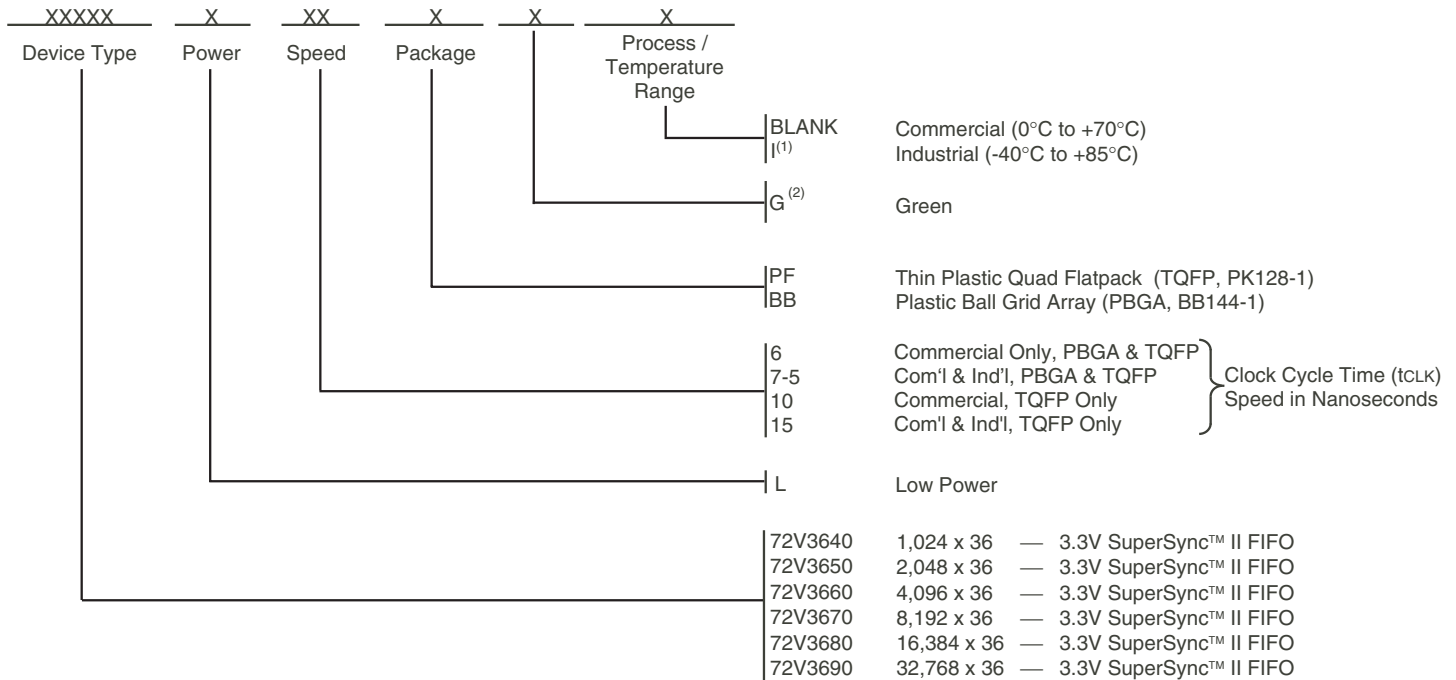 XXXXX X XX X X X
Device Type Power Speed Package Process /
Temperature
Range
BLANK Commercial (0°C to +70°C)
I(1) Industrial (-40°C to +85°C)
G (2) Green
PF Thin Plastic Quad Flatpack (TQFP, PK128-1)
BB Plastic Ball Grid Array (PBGA, BB144-1)
6 Commercial Only, PBGA & TQFP
7-5 Com‘l & Ind’l, PBGA & TQFP
10 Commercial, TQFP Only
15 Com'l & Ind'l, TQFP Only
Clock Cycle Time (tCLK)
Speed in Nanoseconds
L Low Power
72V3640 1,024 x 36 — 3.3V SuperSync™ II FIFO
72V3650 2,048 x 36 — 3.3V SuperSync™ II FIFO
72V3660 4,096 x 36 — 3.3V SuperSync™ II FIFO
72V3670 8,192 x 36 — 3.3V SuperSync™ II FIFO
72V3680 16,384 x 36 — 3.3V SuperSync™ II FIFO
72V3690 32,768 x 36 — 3.3V SuperSync™ II FIFO